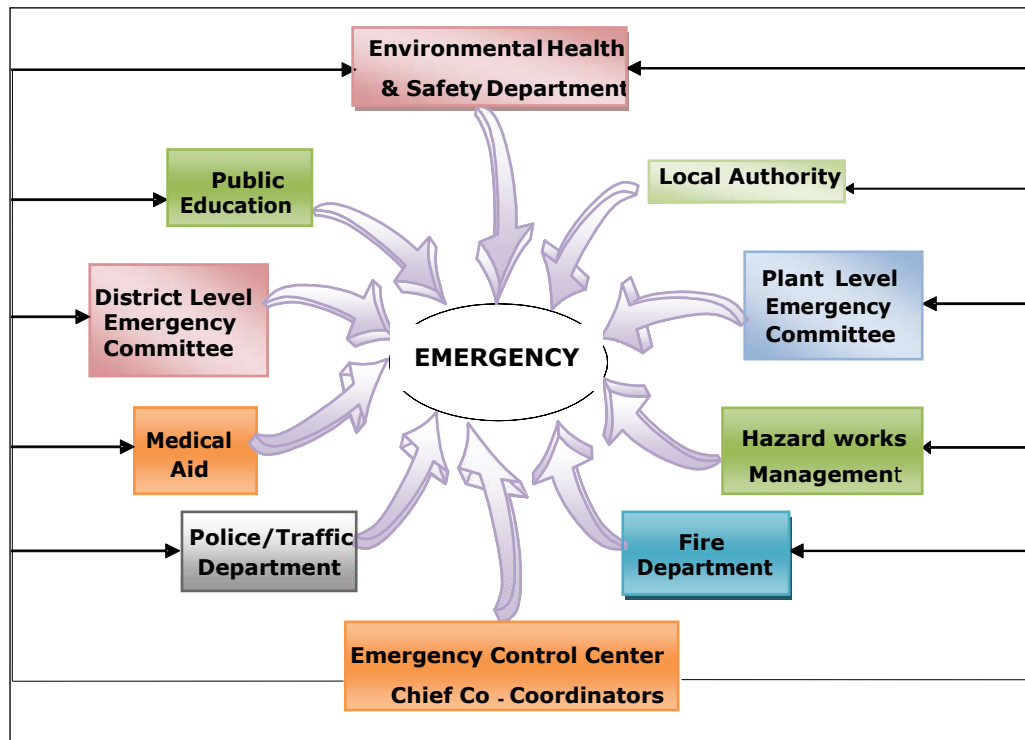 Environmental Health
& Safety Department
Public
Education
Local Authority
District Level
Emergency
Committee
Plant Level
Emergency
Committee
EMERGENCY
Medical
Aid
Hazard works
Management
Police/Traffic
Department
Fire
Department
Emergency Control Center
Chief Co - Coordinators